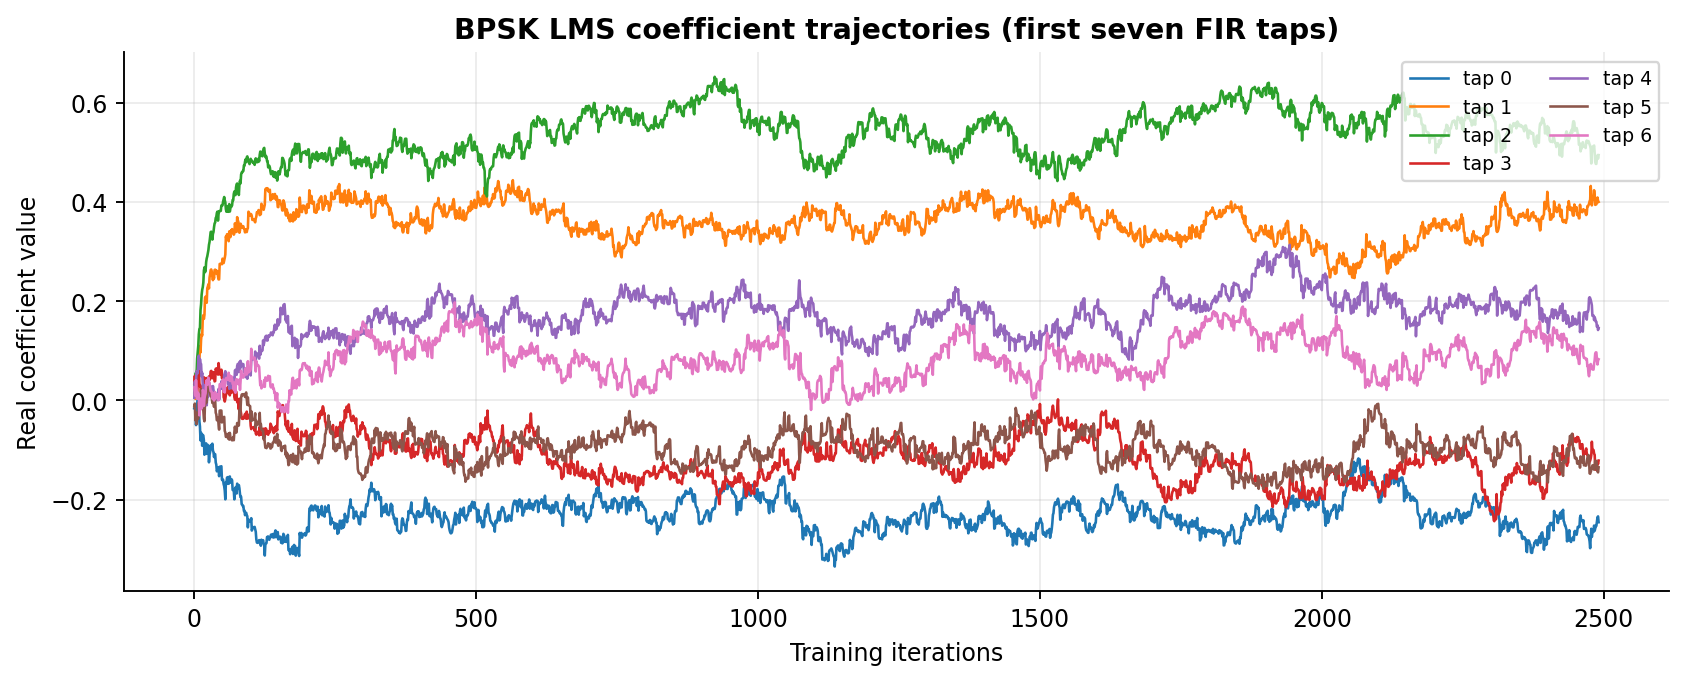 BPSK LMS coefficient trajectories (first seven FIR taps)
tap 0
tap 1
tap 2
tap 3
tap 4
tap 5
tap 6
Real coefficient value
0.6
0.4
0.2
0.0
−0.2
0
500
1000
1500
2000
2500
Training iterations